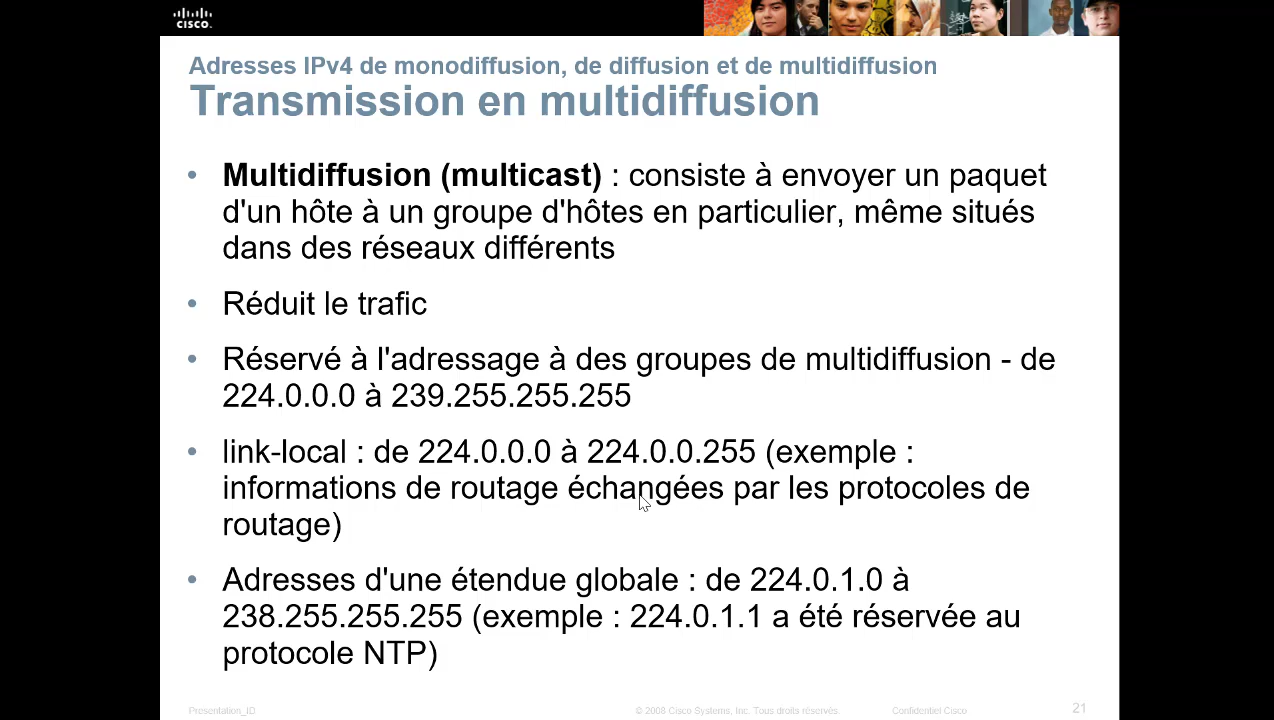 CISCO
Adresses IPv4 de monodiffusion, de diffusion et de multidiffusion
Transmission en multidiffusion
• Multidiffusion (multicast) : consiste à envoyer un paquet
d'un hôte à un groupe d'hôtes en particulier, même situés
dans des réseaux différents
• Réduit le trafic
• Réservé à l'adressage à des groupes de multidiffusion - de
224.0.0.0 à 239.255.255.255
• link-local : de 224.0.0.0 à 224.0.0.255 (exemple :
informations de routage échangées par les protocoles de
routage)
• Adresses d'une étendue globale : de 224.0.1.0 à
238.255.255.255 (exemple : 224.0.1.1 a été réservée au
protocole NTP)
Presentation_ID © 2008 Cisco Systems, Inc. Tous droits réservés. Confidentiel Cisco 21